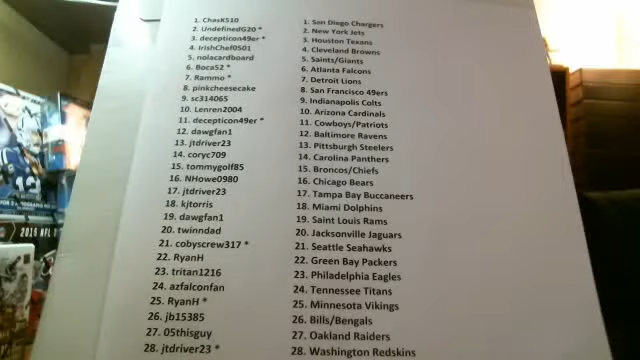 1. ChasK510
2. UndefinedG20 *
3. decepticon49er *
4. IrishChef0501
5. nolacardboard
6. Boca52 *
7. Rammo *
8. pinkcheesecake
9. sc314065
10. Lenren2004
11. decepticon49er *
12. dawgfan1
13. jtdriver23
14. coryc709
15. tommygolf85
16. NHowe0980
17. jtdriver23
18. kjtorris
19. dawgfan1
20. twinndad
21. cobyscrew317 *
22. RyanH
23. tritan1216
24. azfalconfan
25. RyanH *
26. jb15385
27. 05thisguy
28. jtdriver23 *
1. San Diego Chargers
2. New York Jets
3. Houston Texans
4. Cleveland Browns
5. Saints/Giants
6. Atlanta Falcons
7. Detroit Lions
8. San Francisco 49ers
9. Indianapolis Colts
10. Arizona Cardinals
11. Cowboys/Patriots
12. Baltimore Ravens
13. Pittsburgh Steelers
14. Carolina Panthers
15. Broncos/Chiefs
16. Chicago Bears
17. Tampa Bay Buccaneers
18. Miami Dolphins
19. Saint Louis Rams
20. Jacksonville Jaguars
21. Seattle Seahawks
22. Green Bay Packers
23. Philadelphia Eagles
24. Tennessee Titans
25. Minnesota Vikings
26. Bills/Bengals
27. Oakland Raiders
28. Washington Redskins
12
NFL